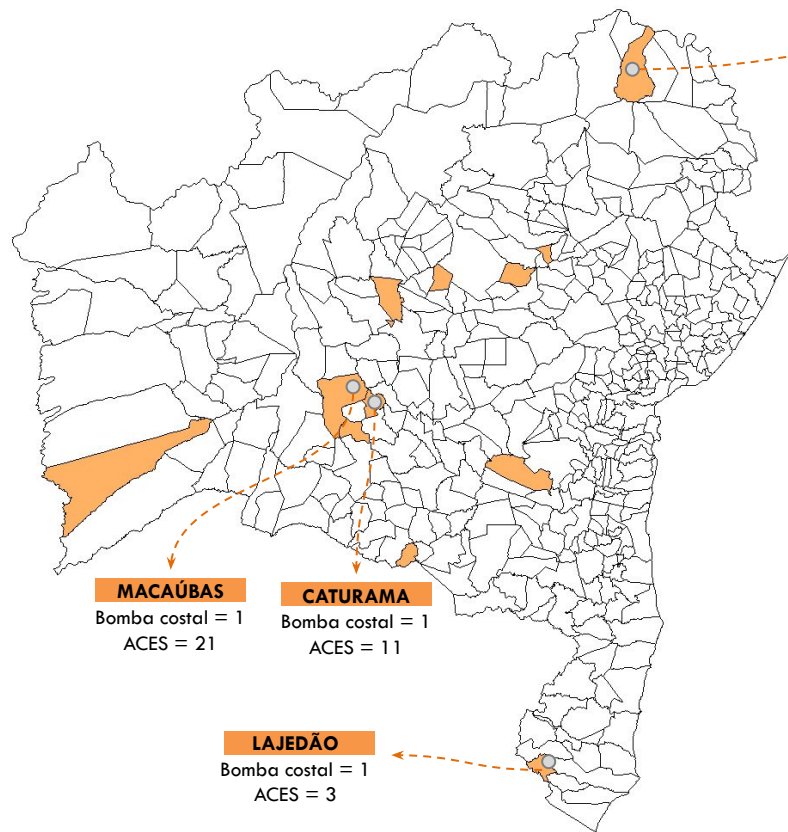 MACAÚBAS
Bomba costal = 1
ACES = 21
CATURAMA
Bomba costal = 1
ACES = 11
LAJEDÃO
Bomba costal = 1
ACES = 3